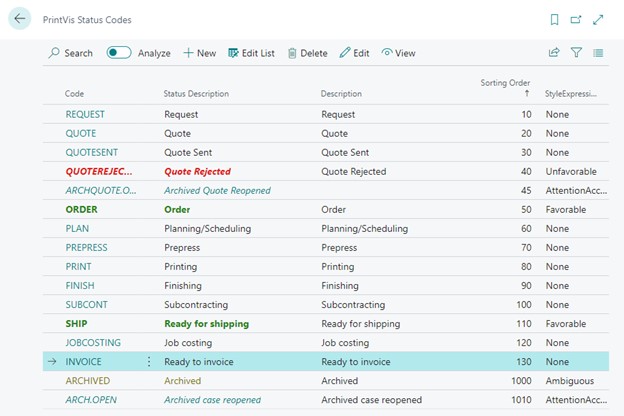 PrintVis Status Codes
Search Analyze New Edit List Delete Edit View
Sorting Order
Code Status Description Description ↑ StyleExpressi...
REQUEST Request Request 10 None
QUOTE Quote Quote 20 None
QUOTESENT Quote Sent Quote Sent 30 None
QUOTEREJEC... Quote Rejected Quote Rejected 40 Unfavorable
ARCHQUOTE.O... Archived Quote Reopened 45 AttentionAcc...
ORDER Order Order 50 Favorable
PLAN Planning/Scheduling Planning/Scheduling 60 None
PREPRESS Prepress Prepress 70 None
PRINT Printing Printing 80 None
FINISH Finishing Finishing 90 None
SUBCONT Subcontracting Subcontracting 100 None
SHIP Ready for shipping Ready for shipping 110 Favorable
JOBCOSTING Job costing Job costing 120 None
INVOICE Ready to invoice Ready to invoice 130 None
ARCHIVED Archived Archived 1000 Ambiguous
ARCH.OPEN Archived case reopened Archived case reopened 1010 AttentionAcc...